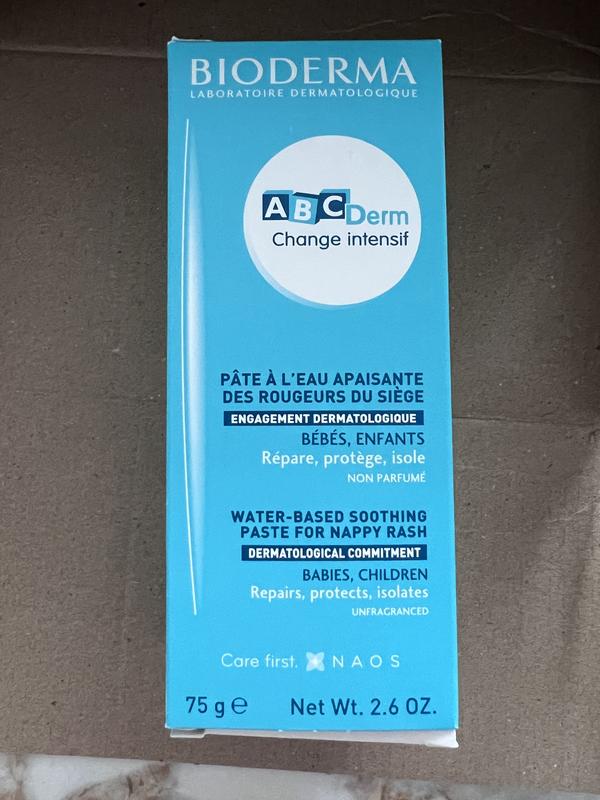 BIODERMA
LABORATOIRE DERMATOLOGIQUE
ABCDerm
Change intensif
PÂTE À L'EAU APAISANTE
DES ROUGEURS DU SIÈGE
ENGAGEMENT DERMATOLOGIQUE
BÉBÉS, ENFANTS
Répare, protège, isole
NON PARFUMÉ
WATER-BASED SOOTHING
PASTE FOR NAPPY RASH
DERMATOLOGICAL COMMITMENT
BABIES, CHILDREN
Repairs, protects, isolates
UNFRAGRANCED
Care first. NAOS
75 g ℮ Net Wt. 2.6 OZ.